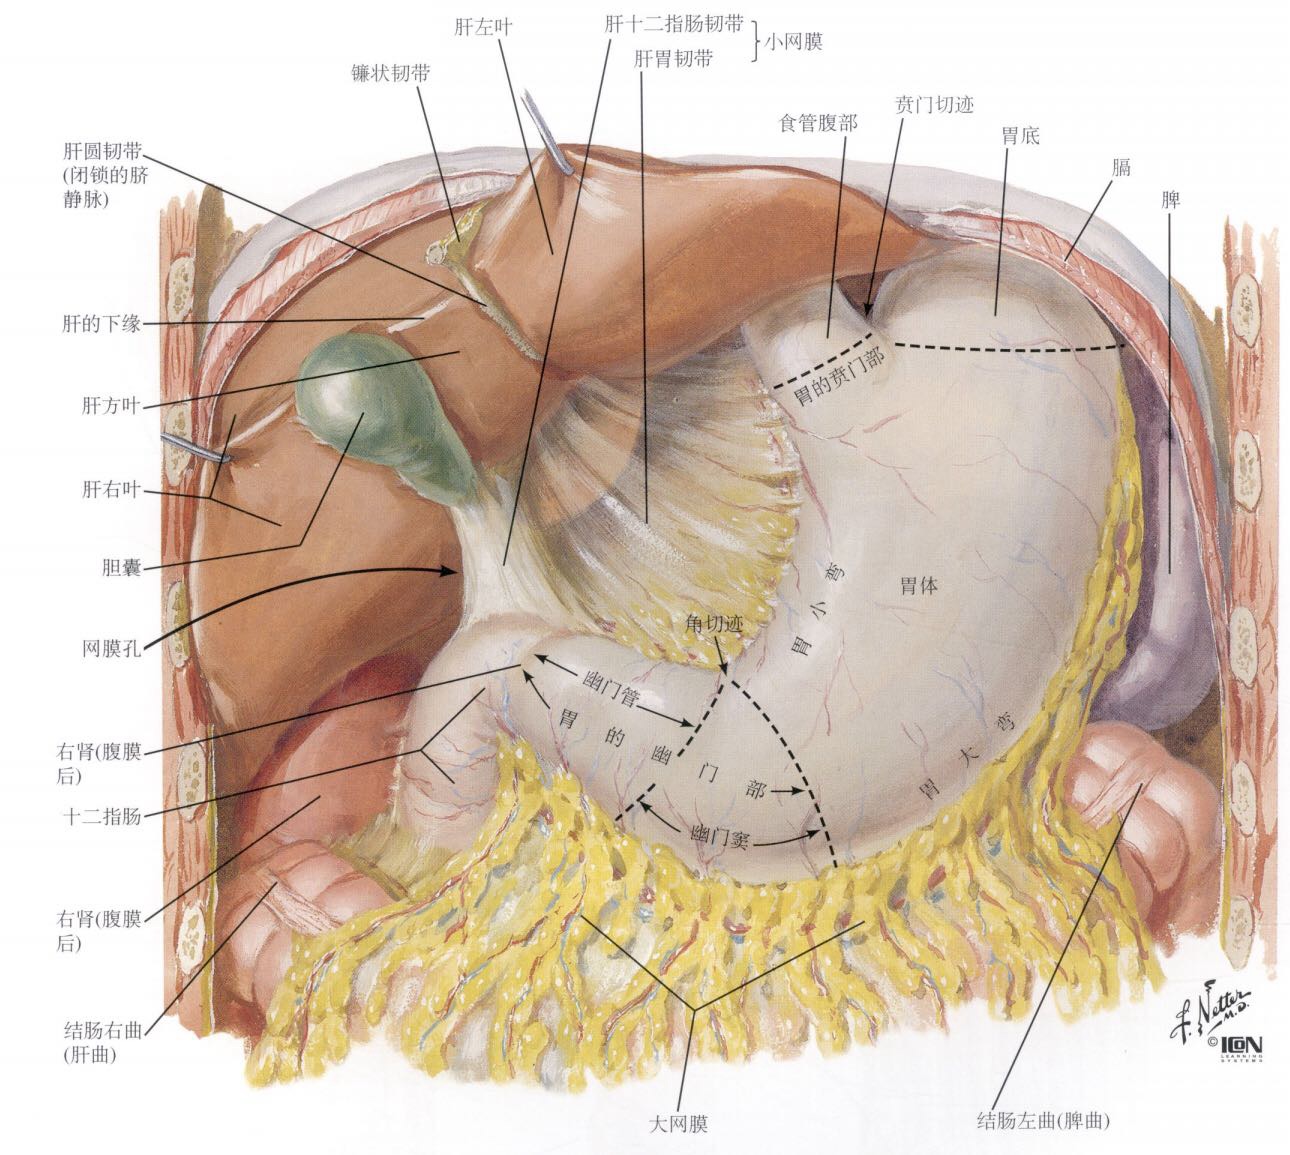 肝左叶
肝十二指肠韧带
小网膜
肝胃韧带
镰状韧带
贲门切迹
食管腹部
胃底
肝圆韧带
(闭锁的脐
静脉)
膈
脾
肝的下缘
胃的贲门部
肝方叶
肝右叶
胆囊
胃体
胃小弯
角切迹
网膜孔
幽门管
胃的幽门部
胃大弯
右肾(腹膜
后)
十二指肠
幽门窦
右肾(腹膜
后)
结肠右曲
(肝曲)
大网膜
结肠左曲(脾曲)
F. Netter
M.D.
© ICON
LEARNING
SYSTEMS